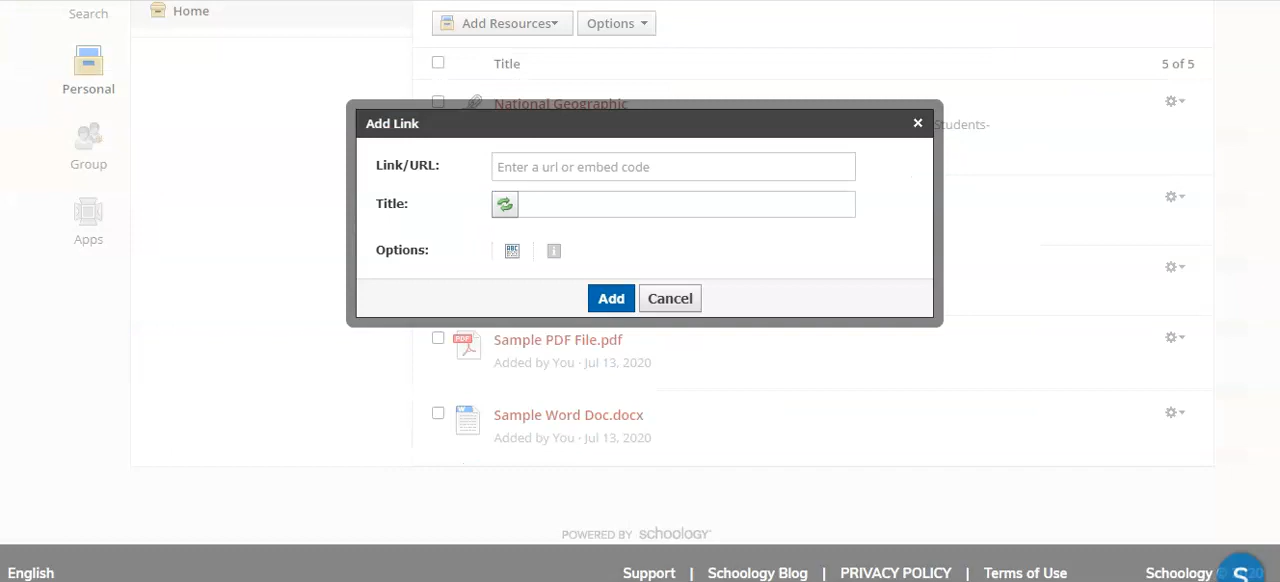 Search
Home
Add Resources
Options
Personal
Title
5 of 5
National Geographic
Students-
Add Link
Link/URL:
Enter a url or embed code
Title:
Options:
Add
Cancel
Group
Apps
Sample PDF File.pdf
Added by You · Jul 13, 2020
Sample Word Doc.docx
Added by You · Jul 13, 2020
POWERED BY schoology
English
Support | Schoology Blog | PRIVACY POLICY | Terms of Use
Schoology ©